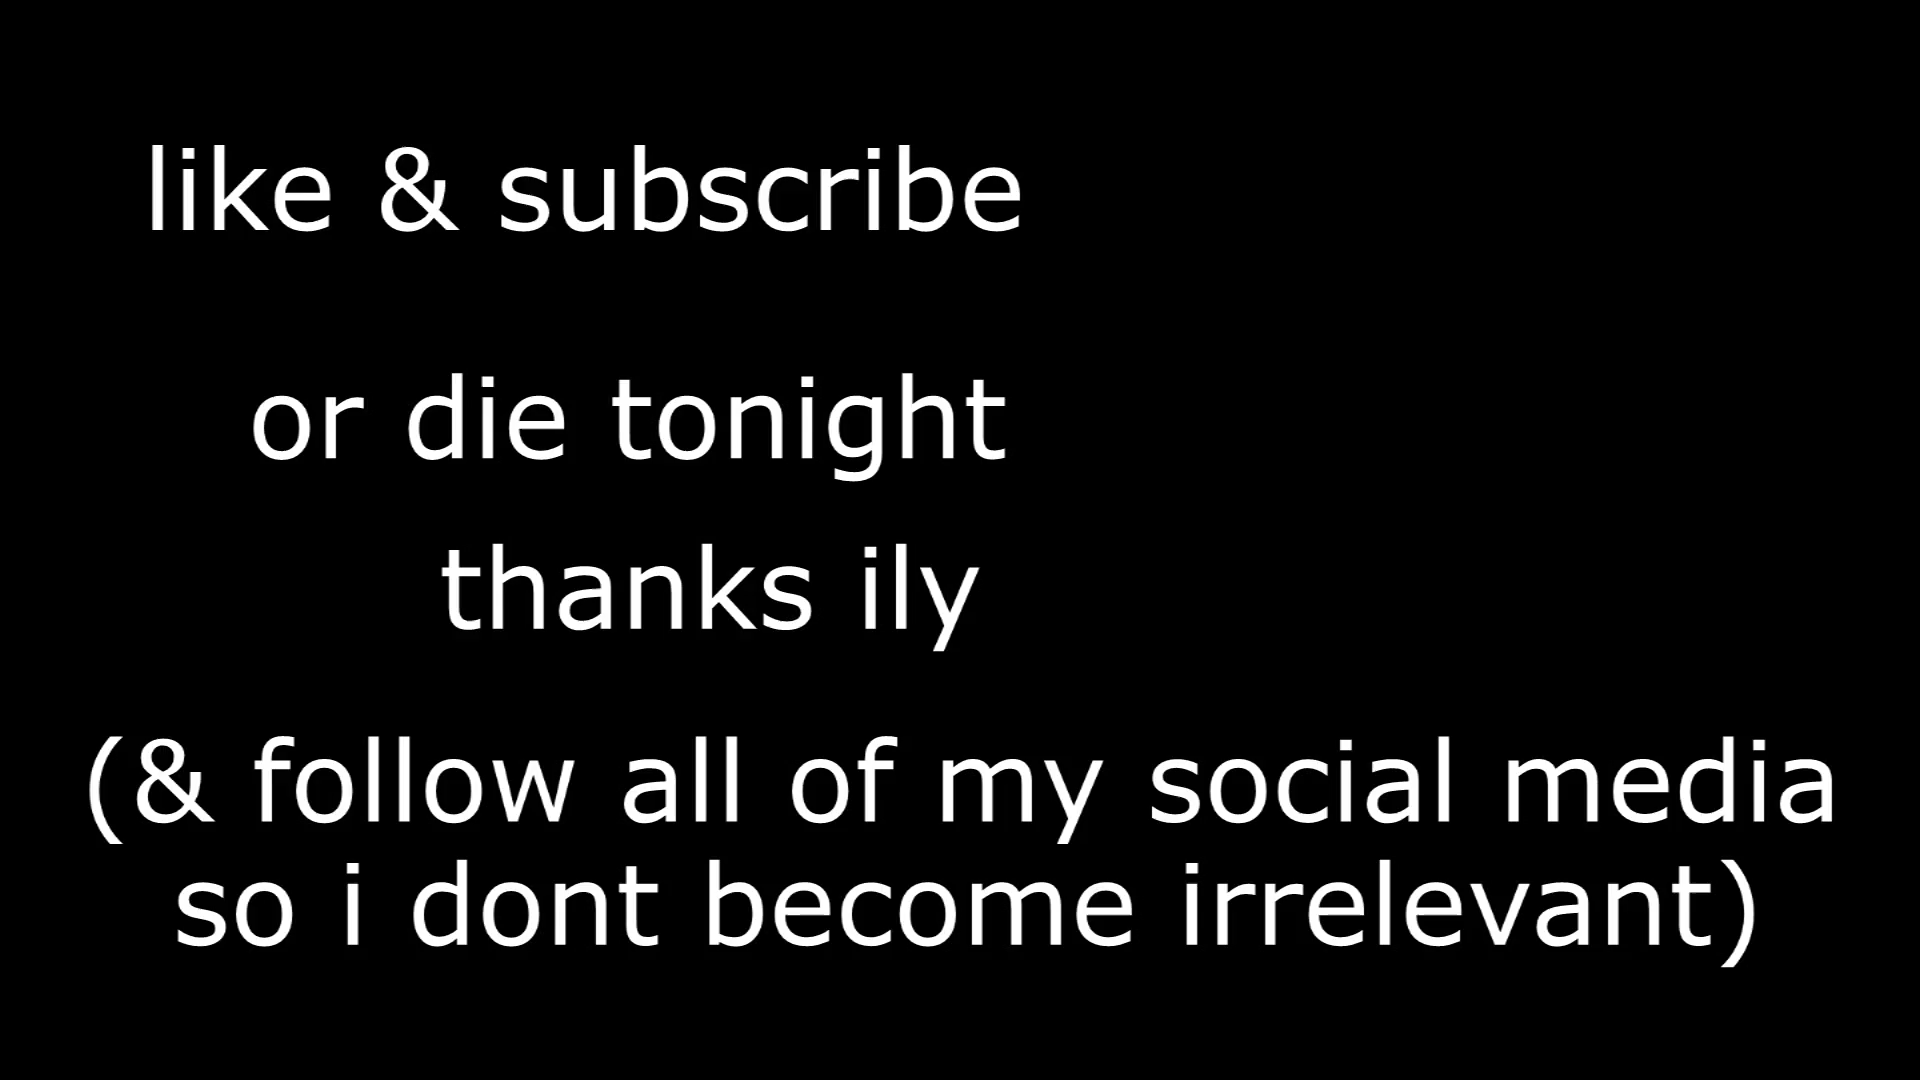 like & subscribe
or die tonight
thanks ily
(& follow all of my social media
so i dont become irrelevant)